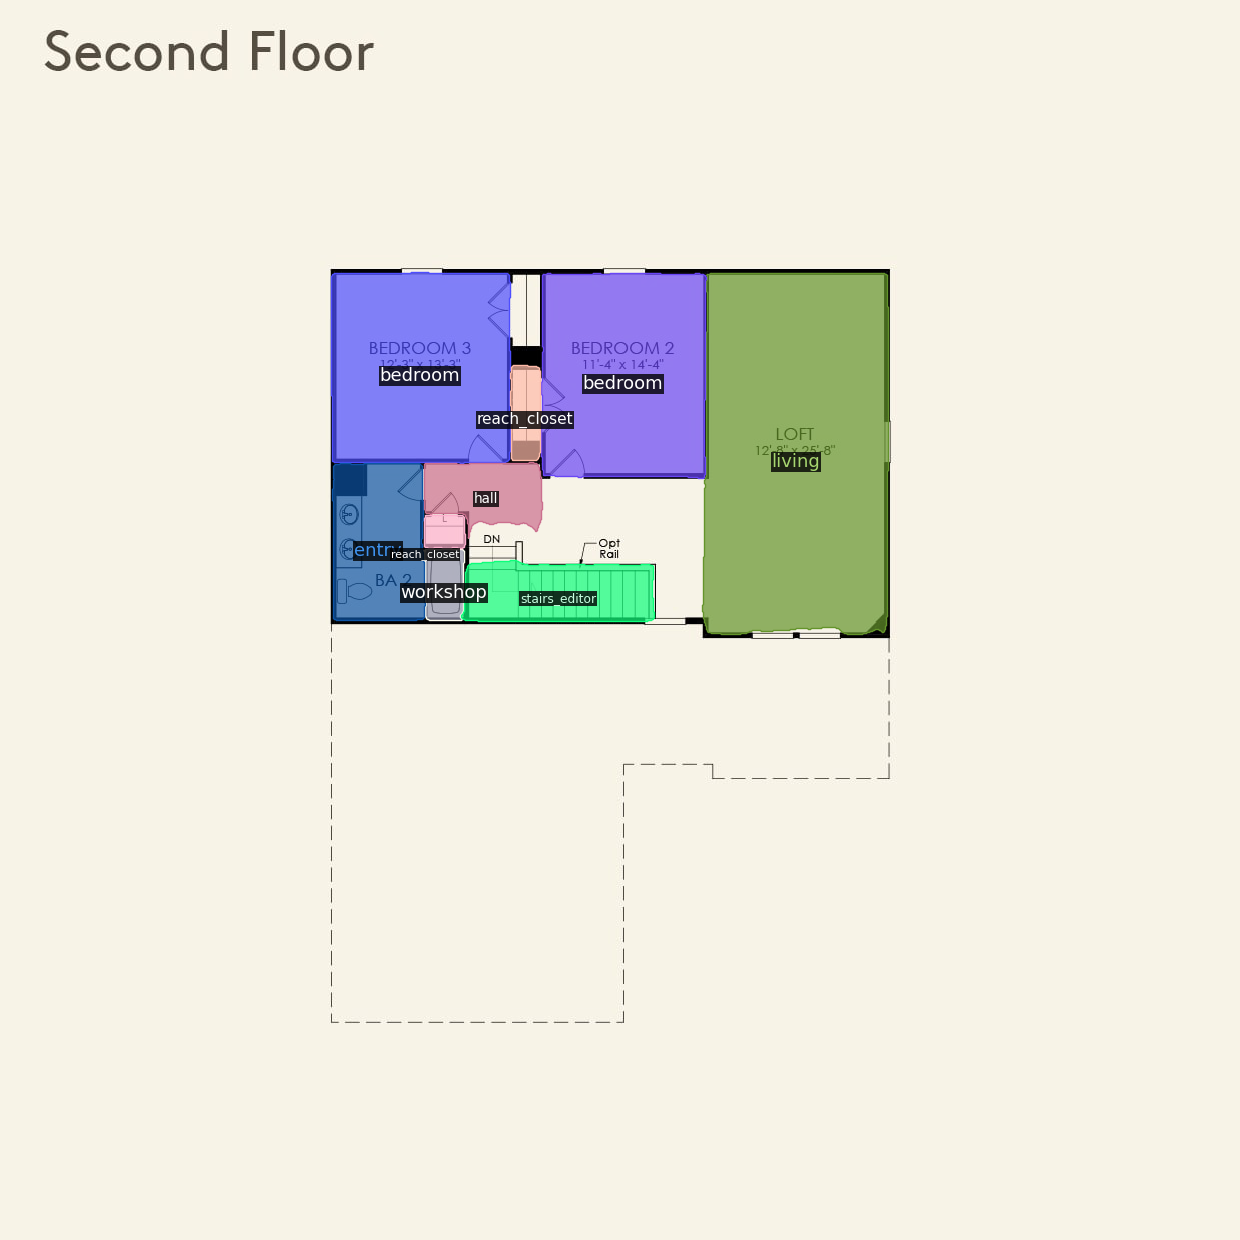 Second Floor
BEDROOM 3
12'-3" x 13'-3"
bedroom
BEDROOM 2
11'-4" x 14'-4"
bedroom
reach_closet
LOFT
12'-8" x 25'-8"
living
hall
L
DN
Opt
Rail
entry
reach_closet
BA 2
workshop
stairs_editor